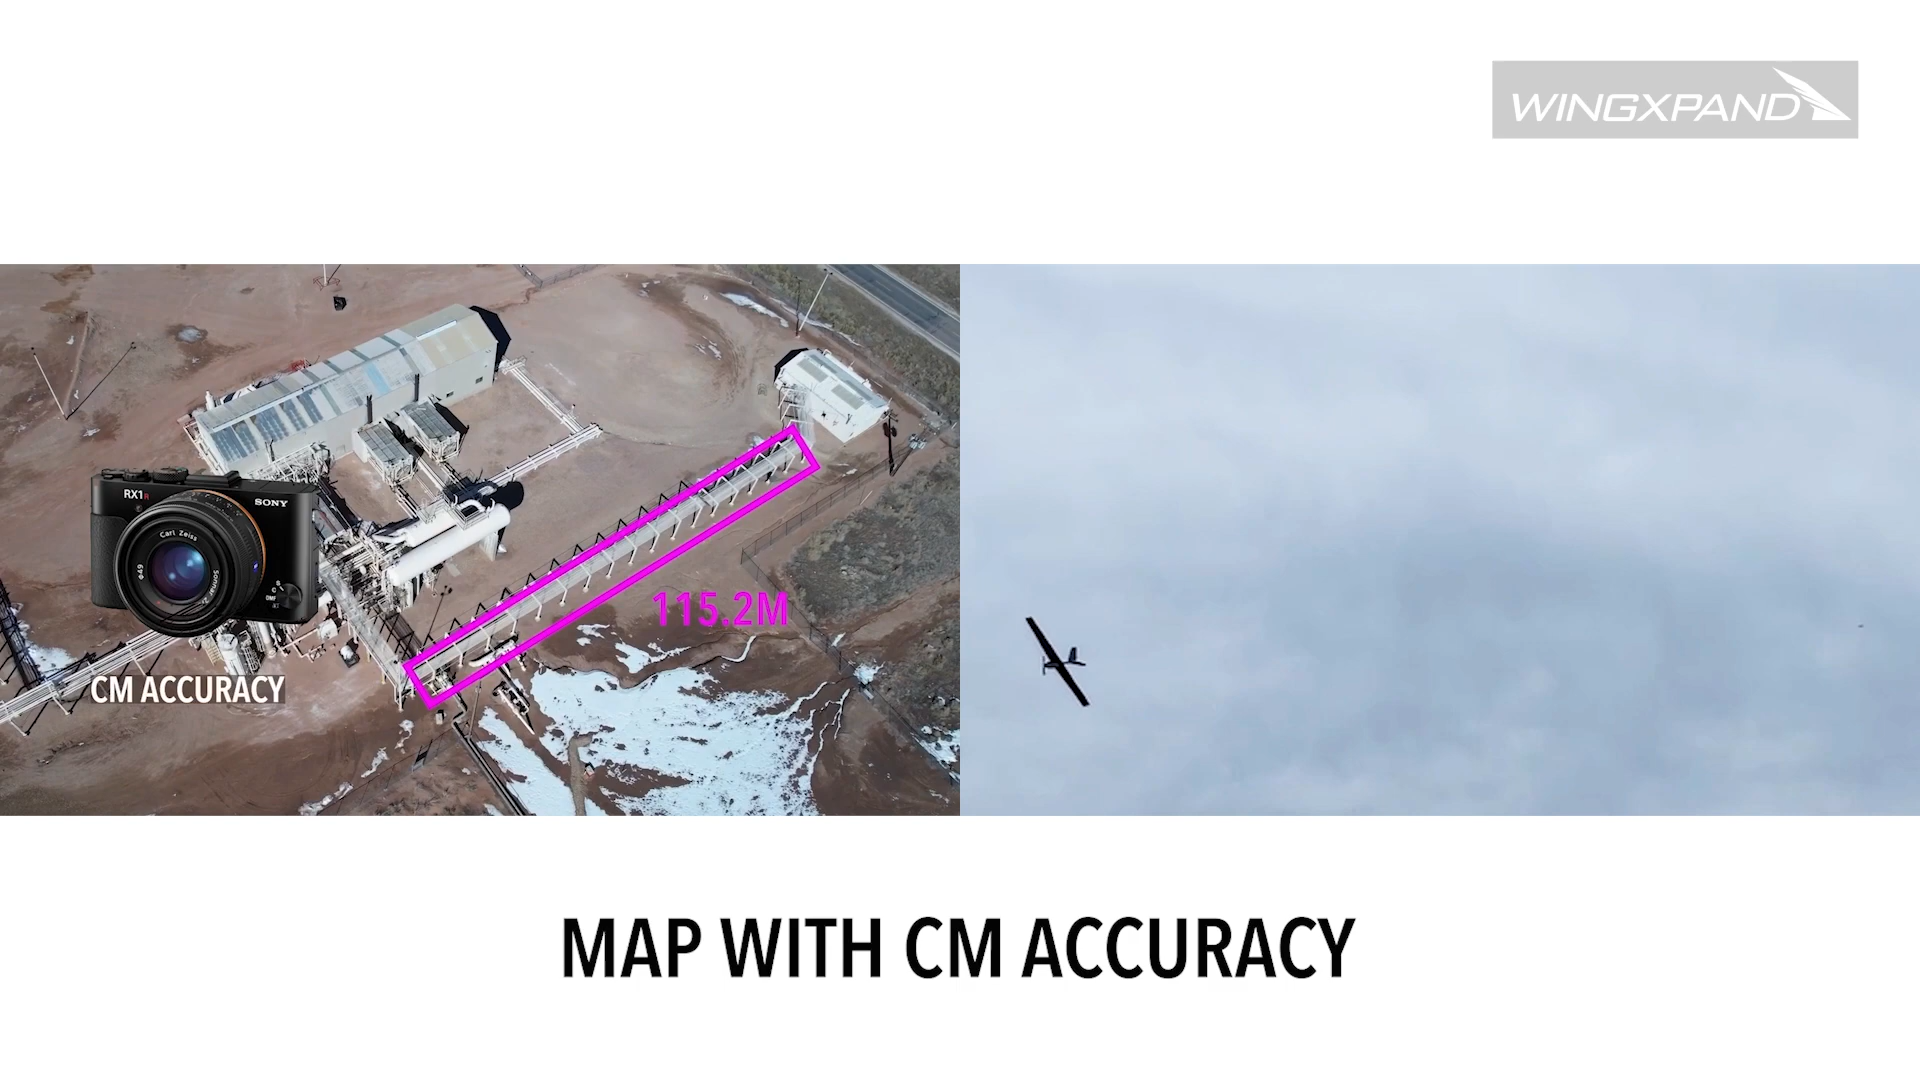 WINGXPAND
RX1R
SONY
Carl Zeiss
115.2M
CM ACCURACY
MAP WITH CM ACCURACY